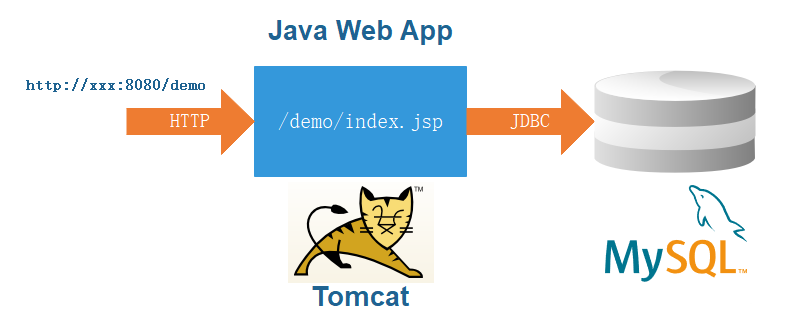 Java Web App
http://xxx:8080/demo
HTTP
/demo/index.jsp
JDBC
TM
Tomcat
MySQL
TM